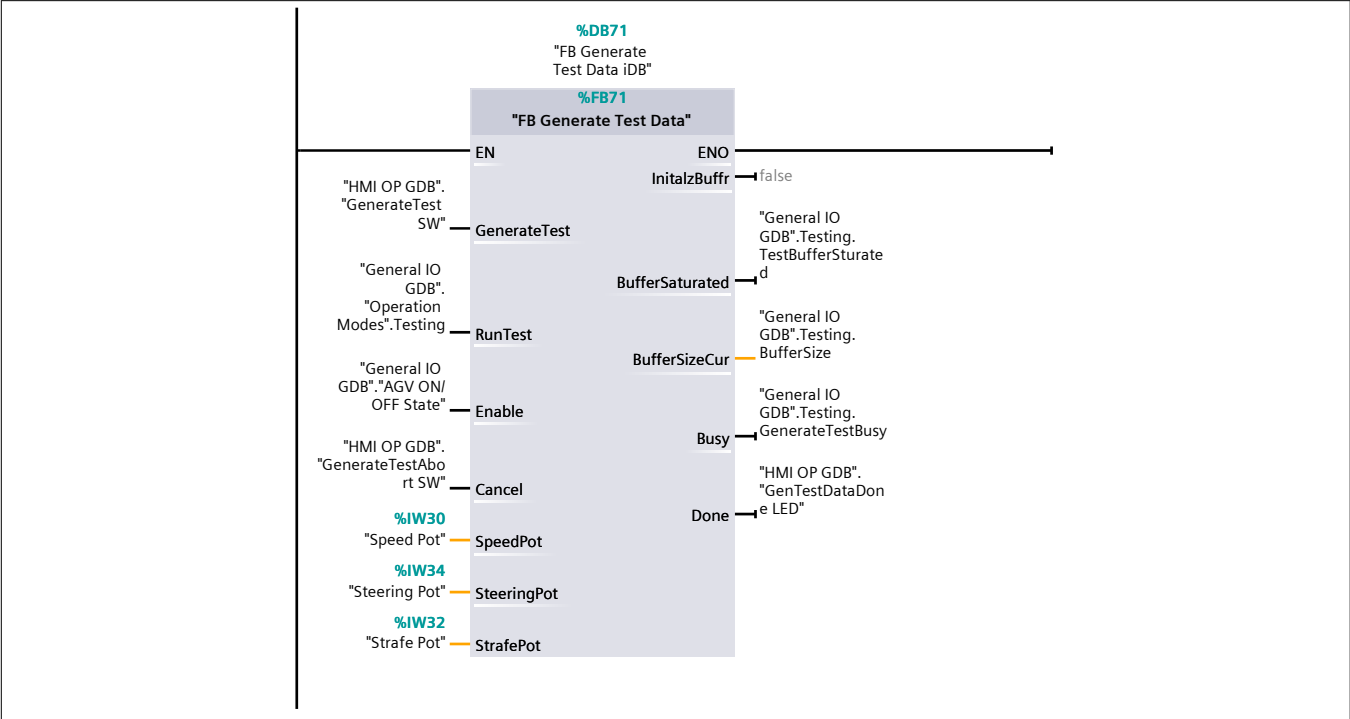 %DB71
"FB Generate
Test Data iDB"
%FB71
"FB Generate Test Data"
EN
ENO
InitalzBuffr
false
"HMI OP GDB".
"GenerateTest
SW"
GenerateTest
"General IO
GDB".Testing.
TestBufferSturate
d
BufferSaturated
"General IO
GDB".
"Operation
Modes".Testing
RunTest
"General IO
GDB".Testing.
BufferSize
BufferSizeCur
"General IO
GDB"."AGV ON/
OFF State"
Enable
"General IO
GDB".Testing.
GenerateTestBusy
Busy
"HMI OP GDB".
"GenerateTestAbo
rt SW"
Cancel
"HMI OP GDB".
"GenTestDataDon
e LED"
Done
%IW30
"Speed Pot"
SpeedPot
%IW34
"Steering Pot"
SteeringPot
%IW32
"Strafe Pot"
StrafePot